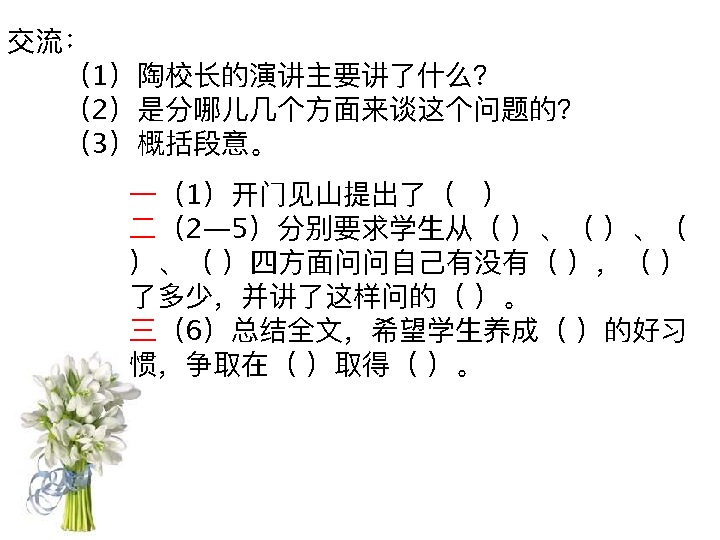 交流：
（1）陶校长的演讲主要讲了什么？
（2）是分哪儿几个方面来谈这个问题的？
（3）概括段意。
一（1）开门见山提出了（ ）
二（2—5）分别要求学生从（ ）、（ ）、（
）、（ ）四方面问问自己有没有（ ），（ ）
了多少，并讲了这样问的（ ）。
三（6）总结全文，希望学生养成（ ）的好习
惯，争取在（ ）取得（ ）。